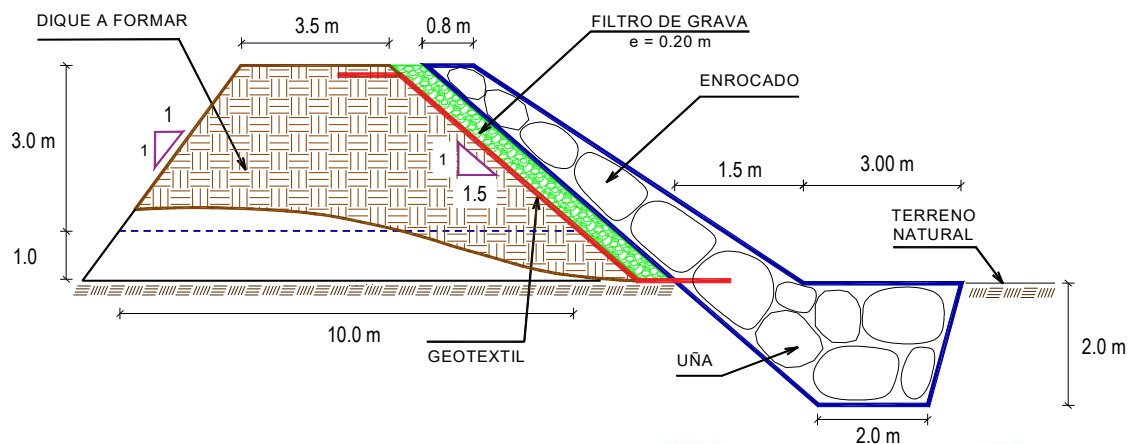 DIQUE A FORMAR
3.5 m
0.8 m
FILTRO DE GRAVA
e = 0.20 m
ENROCADO
1
1
3.0 m
1
1.5
1.5 m
3.00 m
TERRENO
NATURAL
1.0
10.0 m
GEOTEXTIL
UÑA
2.0 m
2.0 m